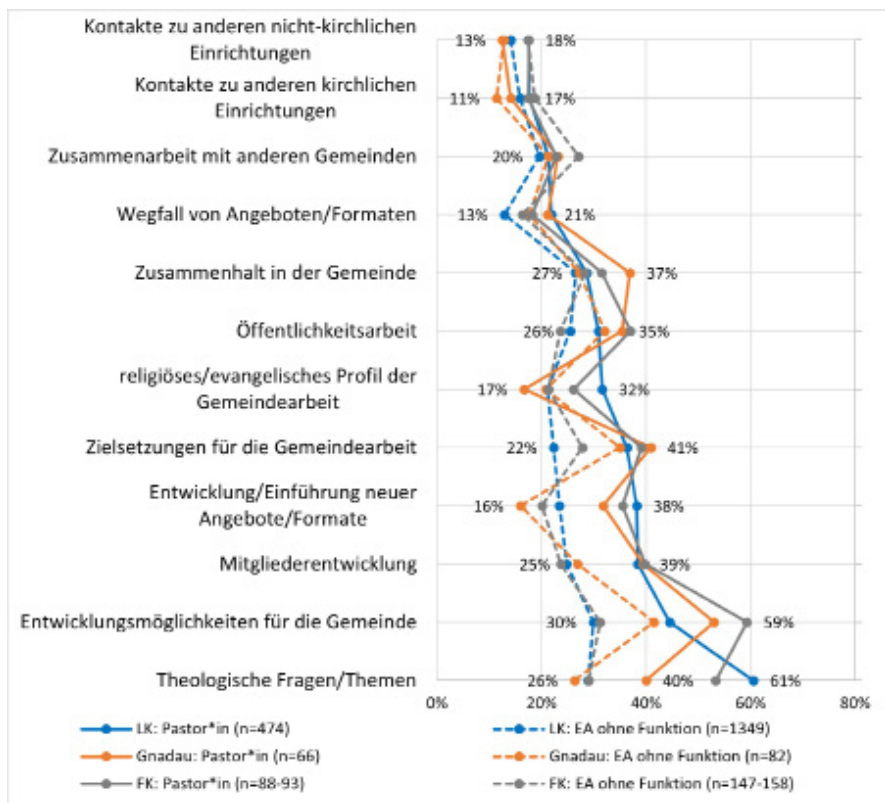 Kontakte zu anderen nicht-kirchlichen
Einrichtungen
13% 18%
Kontakte zu anderen kirchlichen
Einrichtungen
11% 17%
Zusammenarbeit mit anderen Gemeinden
20%
Wegfall von Angeboten/Formaten
13% 21%
Zusammenhalt in der Gemeinde
27% 37%
Öffentlichkeitsarbeit
26% 35%
religiöses/evangelisches Profil der
Gemeindearbeit
17% 32%
Zielsetzungen für die Gemeindearbeit
22% 41%
Entwicklung/Einführung neuer
Angebote/Formate
16% 38%
Mitgliederentwicklung
25% 39%
Entwicklungsmöglichkeiten für die Gemeinde
30% 59%
Theologische Fragen/Themen
26% 40% 61%
0% 20% 40% 60% 80%
LK: Pastor*in (n=474)
LK: EA ohne Funktion (n=1349)
Gnadau: Pastor*in (n=66)
Gnadau: EA ohne Funktion (n=82)
FK: Pastor*in (n=88-93)
FK: EA ohne Funktion (n=147-158)